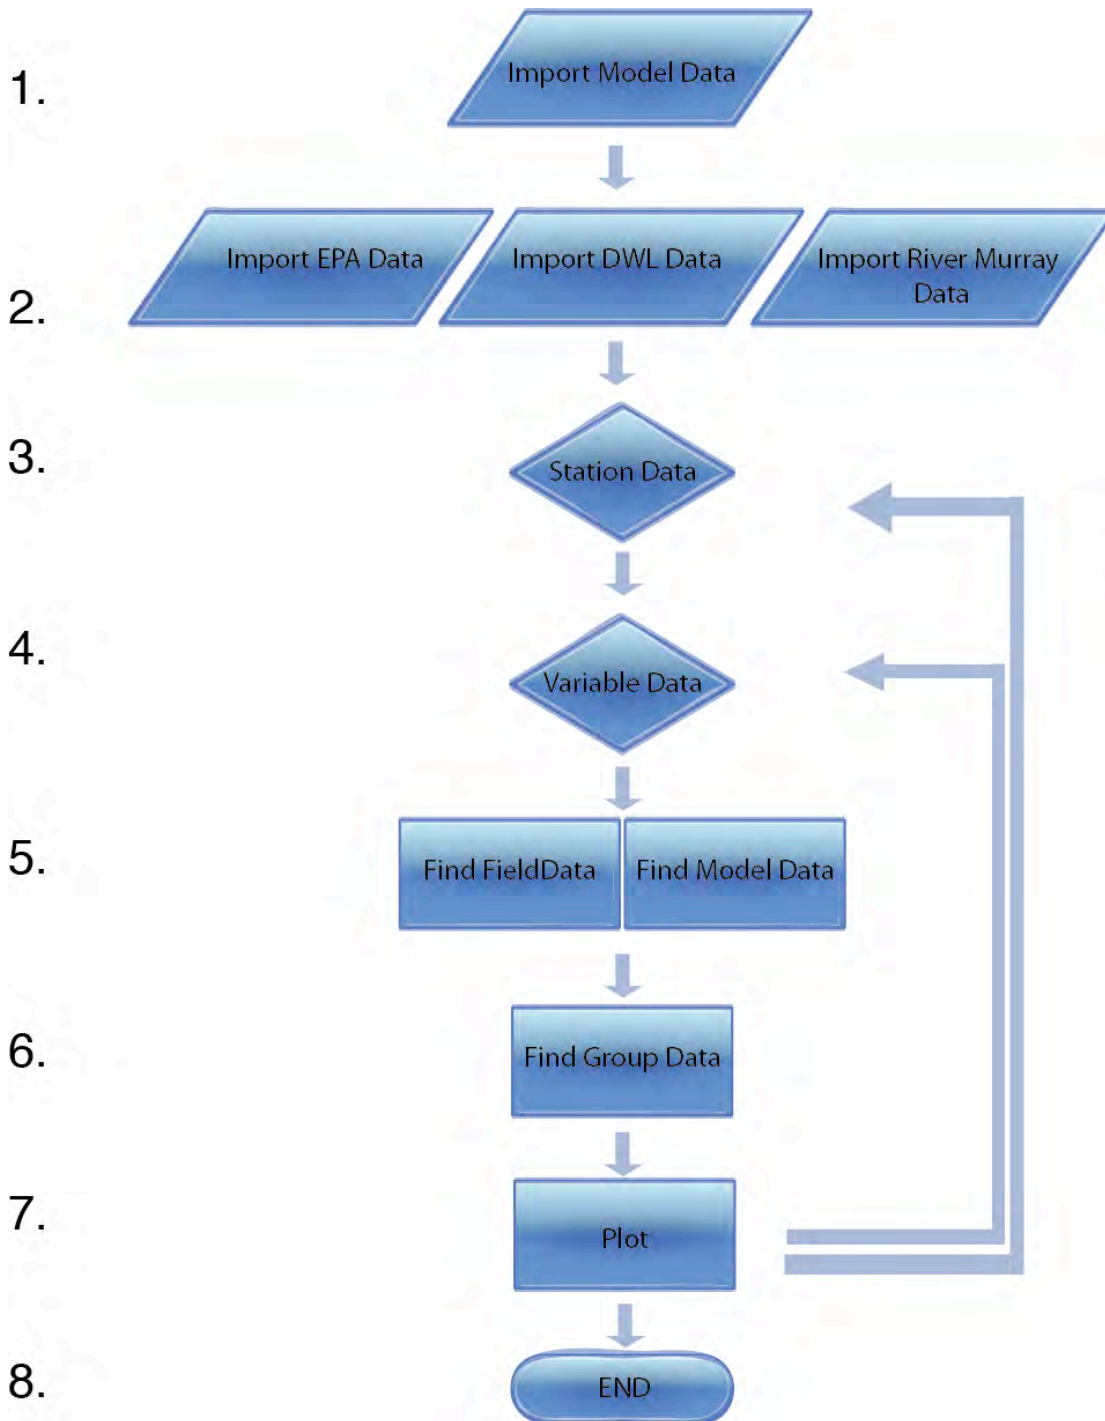 1.
Import Model Data
2.
Import EPA Data
Import DWL Data
Import River Murray
Data
3.
Station Data
4.
Variable Data
5.
Find FieldData
Find Model Data
6.
Find Group Data
7.
Plot
8.
END